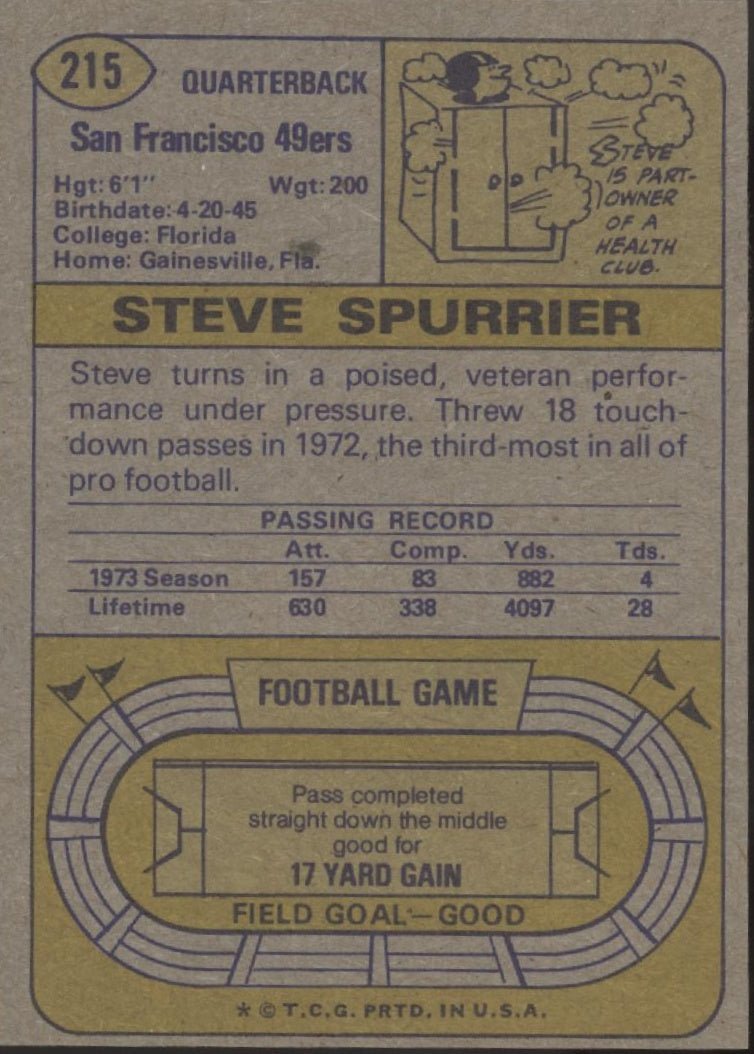 215
QUARTERBACK
San Francisco 49ers
Hgt: 6'1" Wgt: 200
Birthdate: 4-20-45
College: Florida
Home: Gainesville, Fla.
STEVE
IS PART-
OWNER
OF A
HEALTH
CLUB.
STEVE SPURRIER
Steve turns in a poised, veteran perfor-
mance under pressure. Threw 18 touch-
down passes in 1972, the third-most in all of
pro football.
PASSING RECORD
Att. Comp. Yds. Tds.
1973 Season 157 83 882 4
Lifetime 630 338 4097 28
FOOTBALL GAME
Pass completed
straight down the middle
good for
17 YARD GAIN
FIELD GOAL—GOOD
* © T.C.G. PRTD. IN U.S.A.